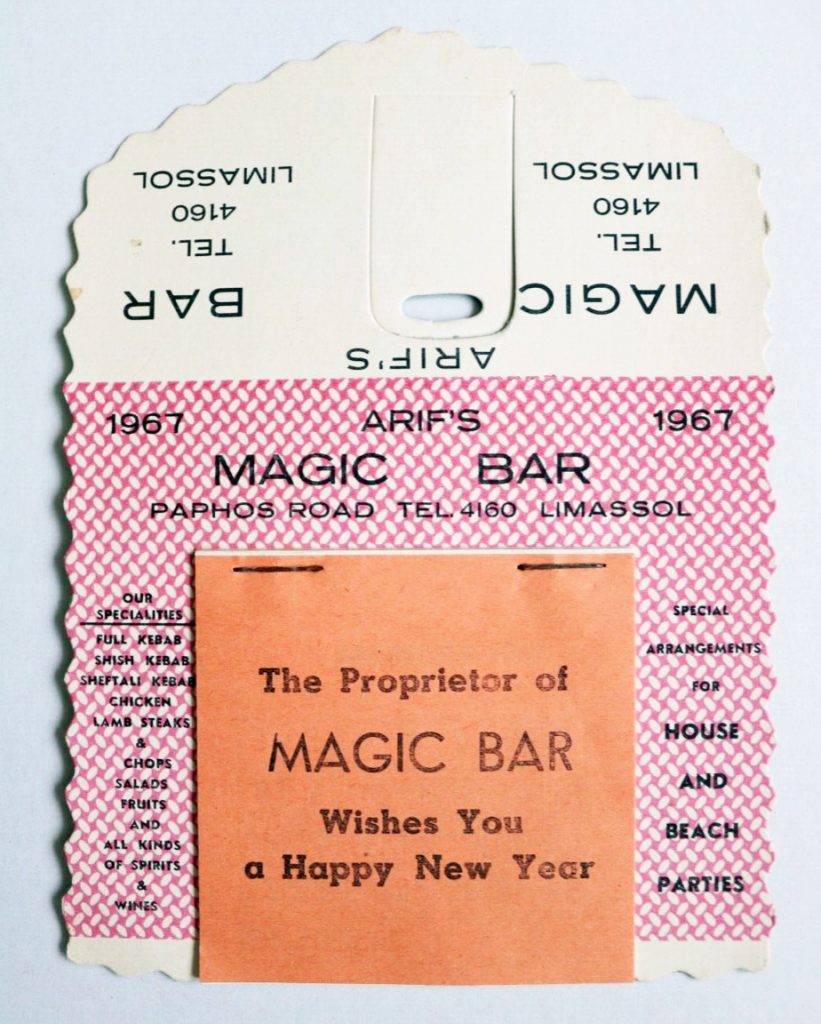 ARIF'S
MAGIC BAR
TEL. TEL.
4160 4160
LIMASSOL LIMASSOL
1967 ARIF'S 1967
MAGIC BAR
PAPHOS ROAD TEL. 4160 LIMASSOL
OUR
SPECIALITIES
FULL KEBAB
SHISH KEBAB
SHEFTALI KEBAB
CHICKEN
LAMB STEAKS
&
CHOPS
SALADS
FRUITS
AND
ALL KINDS
OF SPIRITS
&
WINES
The Proprietor of
MAGIC BAR
Wishes You
a Happy New Year
SPECIAL
ARRANGEMENTS
FOR
HOUSE
AND
BEACH
PARTIES